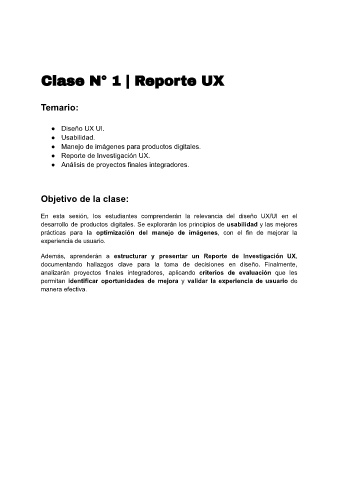 Clase N° 1 | Reporte UX
Temario:
● Diseño UX UI.
● Usabilidad.
● Manejo de imágenes para productos digitales.
● Reporte de Investigación UX.
● Análisis de proyectos finales integradores.
Objetivo de la clase:
En esta sesión, los estudiantes comprenderán la relevancia del diseño UX/UI en el
desarrollo de productos digitales. Se explorarán los principios de usabilidad y las mejores
prácticas para la optimización del manejo de imágenes, con el fin de mejorar la
experiencia de usuario.
Además, aprenderán a estructurar y presentar un Reporte de Investigación UX,
documentando hallazgos clave para la toma de decisiones en diseño. Finalmente,
analizarán proyectos finales integradores, aplicando criterios de evaluación que les
permitan identificar oportunidades de mejora y validar la experiencia de usuario de
manera efectiva.